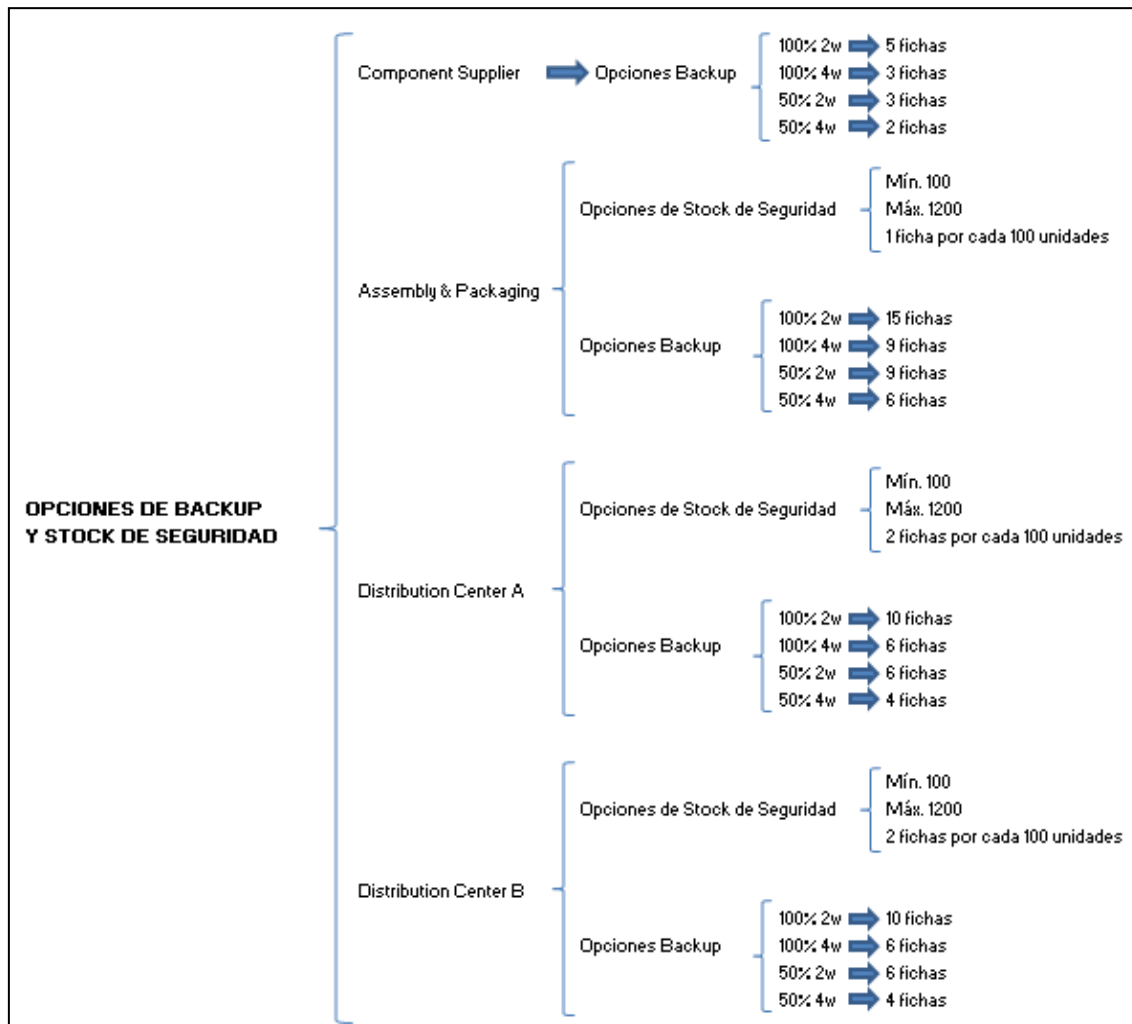 OPCIONES DE BACKUP
Y STOCK DE SEGURIDAD
Component Supplier
Opciones Backup
100% 2w 5 fichas
100% 4w 3 fichas
50% 2w 3 fichas
50% 4w 2 fichas
Assembly & Packaging
Opciones de Stock de Seguridad
Mín. 100
Máx. 1200
1 ficha por cada 100 unidades
Opciones Backup
100% 2w 15 fichas
100% 4w 9 fichas
50% 2w 9 fichas
50% 4w 6 fichas
Distribution Center A
Opciones de Stock de Seguridad
Mín. 100
Máx. 1200
2 fichas por cada 100 unidades
Opciones Backup
100% 2w 10 fichas
100% 4w 6 fichas
50% 2w 6 fichas
50% 4w 4 fichas
Distribution Center B
Opciones de Stock de Seguridad
Mín. 100
Máx. 1200
2 fichas por cada 100 unidades
Opciones Backup
100% 2w 10 fichas
100% 4w 6 fichas
50% 2w 6 fichas
50% 4w 4 fichas